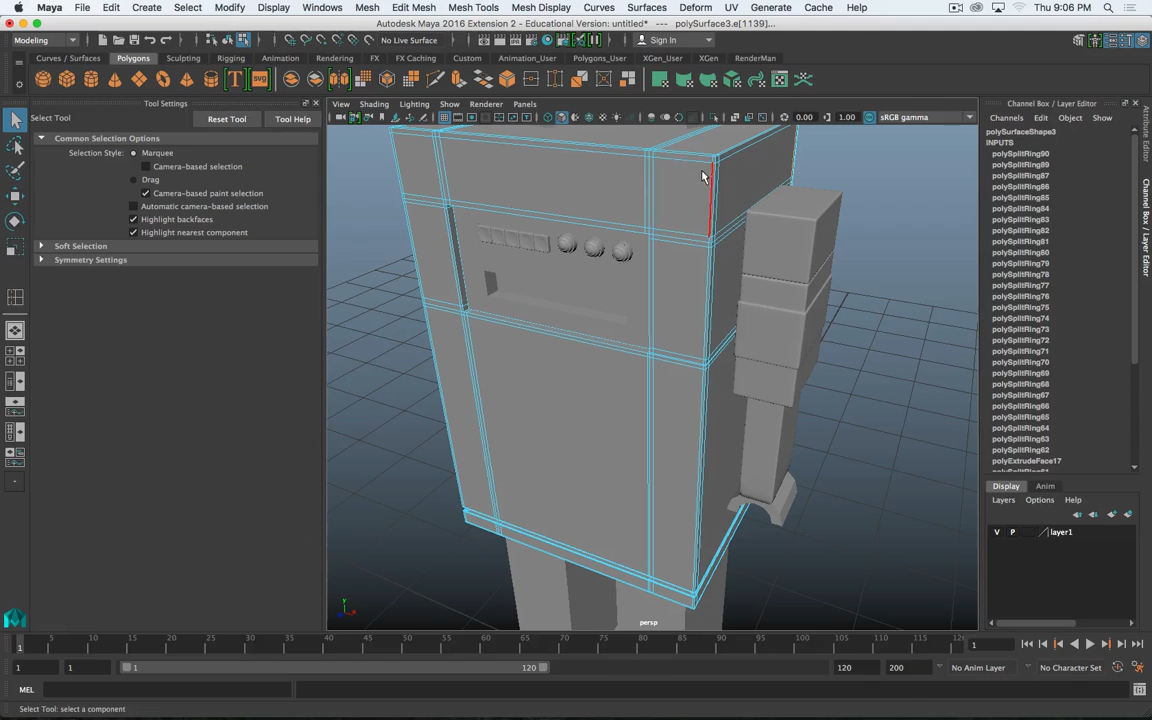 Maya File Edit Create Select Modify Display Windows Mesh Edit Mesh Mesh Tools Mesh Display Curves Surfaces Deform UV Generate Cache Help Thu 9:06 PM
Autodesk Maya 2016 Extension 2 - Educational Version: untitled* --- polySurface3.e[1139]...
Modeling No Live Surface Sign In
Curves / Surfaces Polygons Sculpting Rigging Animation Rendering FX FX Caching Custom Animation_User Polygons_User XGen_User XGen RenderMan
T SVG
Tool Settings
Select Tool Reset Tool Tool Help
Common Selection Options
Selection Style: Marquee
Camera-based selection
Drag
Camera-based paint selection
Automatic camera-based selection
Highlight backfaces
Highlight nearest component
Soft Selection
Symmetry Settings
View Shading Lighting Show Renderer Panels
0.00 1.00 sRGB gamma
persp
Channel Box / Layer Editor
Channels Edit Object Show
polySurfaceShape3
INPUTS
polySplitRing90
polySplitRing89
polySplitRing87
polySplitRing86
polySplitRing85
polySplitRing84
polySplitRing83
polySplitRing82
polySplitRing81
polySplitRing80
polySplitRing79
polySplitRing78
polySplitRing77
polySplitRing76
polySplitRing75
polySplitRing74
polySplitRing73
polySplitRing72
polySplitRing71
polySplitRing70
polySplitRing69
polySplitRing68
polySplitRing67
polySplitRing66
polySplitRing65
polySplitRing64
polySplitRing63
polySplitRing62
polyExtrudeFace17
Display Anim
Layers Options Help
V P layer1
Attribute Editor
Channel Box / Layer Editor
1 5 10 15 20 25 30 35 40 45 50 55 60 65 70 75 80 85 90 95 100 105 110 115 120 1
1 1 1 120 120 200 No Anim Layer No Character Set
MEL
Select Tool: select a component